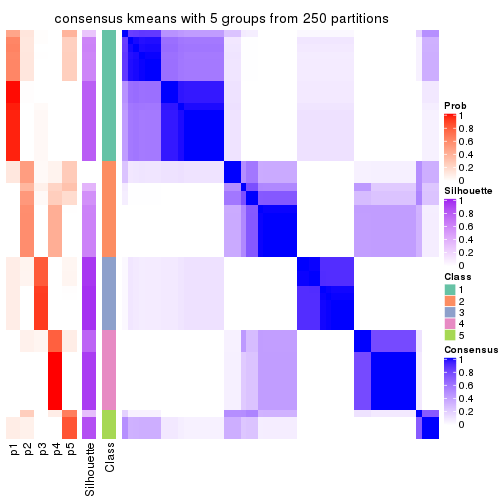 consensus kmeans with 5 groups from 250 partitions
Prob
1
0.8
0.6
0.4
0.2
0
Silhouette
1
0.8
0.6
0.4
0.2
0
Class
1
2
3
4
5
Consensus
1
0.8
0.6
0.4
0.2
0
p1
p2
p3
p4
p5
Silhouette
Class